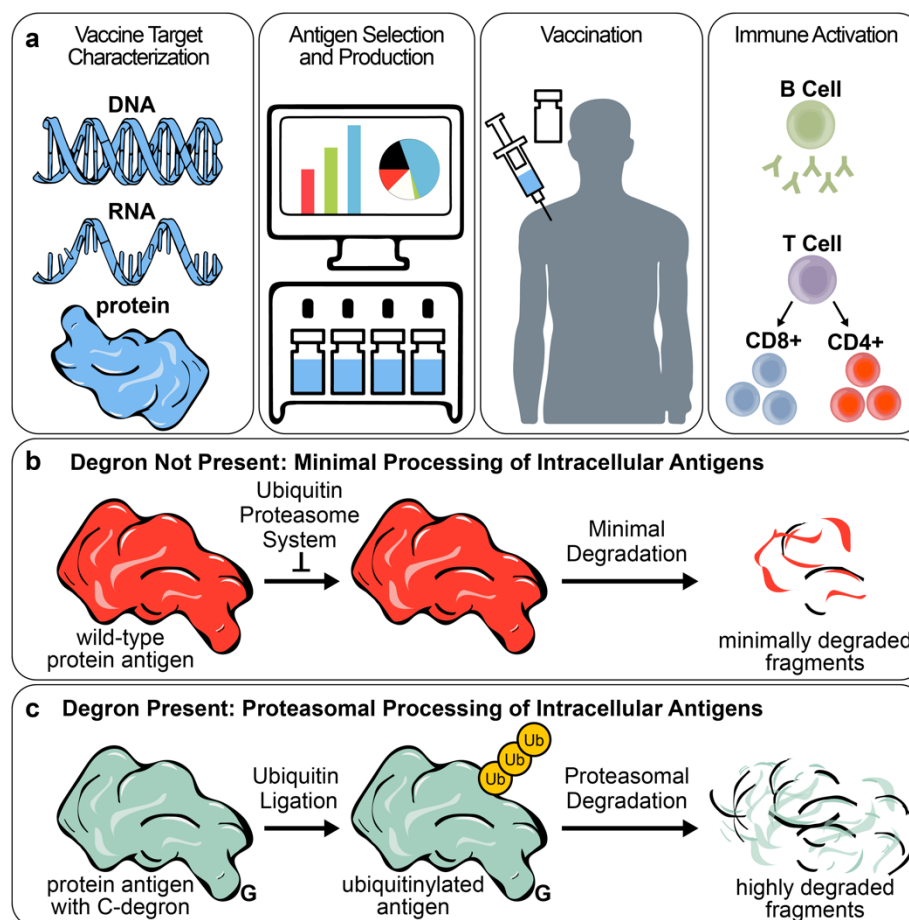 a
Vaccine Target
Characterization
DNA
RNA
protein
Antigen Selection
and Production
Vaccination
Immune Activation
B Cell
T Cell
CD8+
CD4+
b Degron Not Present: Minimal Processing of Intracellular Antigens
Ubiquitin
Proteasome
System
Minimal
Degradation
wild-type
protein antigen
minimally degraded
fragments
c Degron Present: Proteasomal Processing of Intracellular Antigens
Ubiquitin
Ligation
Ub
Ub
Ub
Proteasomal
Degradation
G
protein antigen
with C-degron
G
ubiquitinylated
antigen
highly degraded
fragments